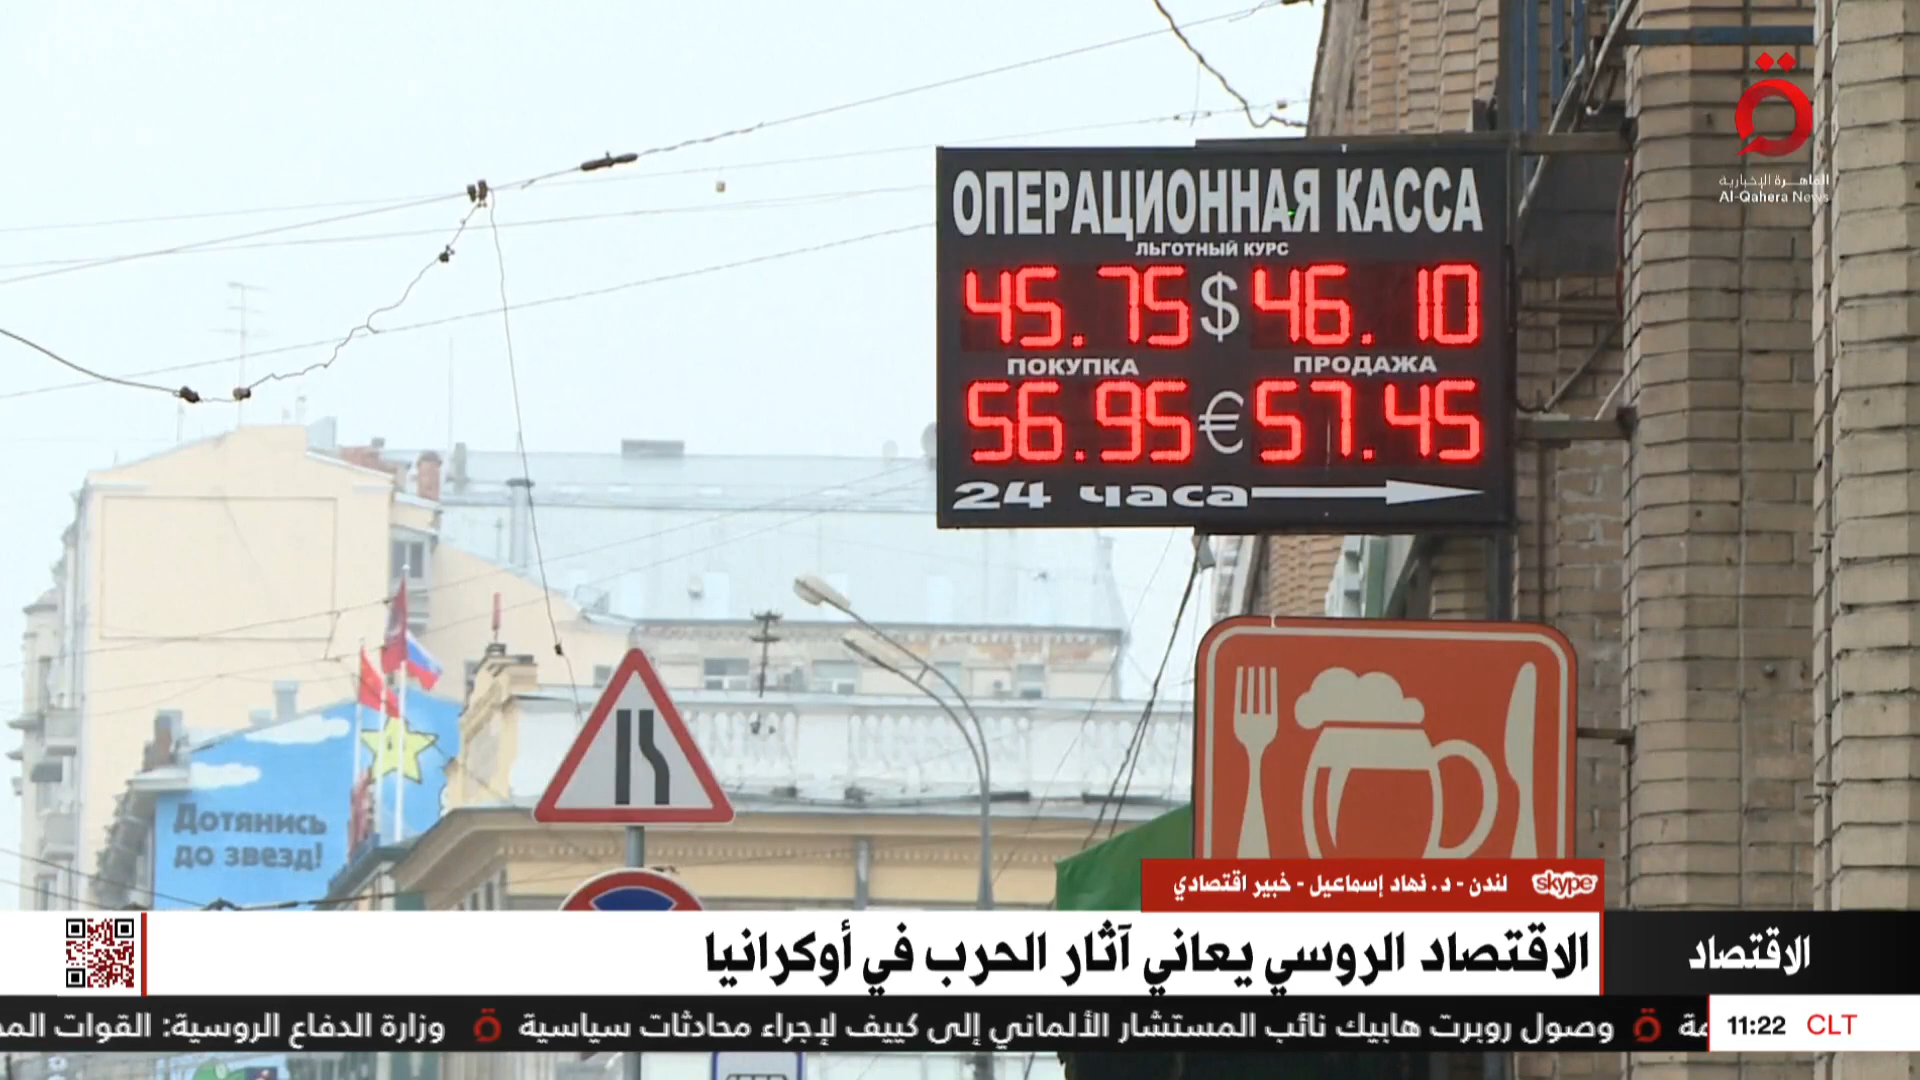 القاهرة الإخبارية
Al-Qahera News
ОПЕРАЦИОННАЯ КАССА
ЛЬГОТНЫЙ КУРС
45.75 $ 46.10
ПОКУПКА ПРОДАЖА
56.95 € 57.45
24 часа
Дотянись
до звезд!
لندن - د. نهاد إسماعيل - خبير اقتصادي
skype
الاقتصاد
الاقتصاد الروسي يعاني آثار الحرب في أوكرانيا
وصول روبرت هابيك نائب المستشار الألماني إلى كييف لإجراء محادثات سياسية
وزارة الدفاع الروسية: القوات
11:22 CLT